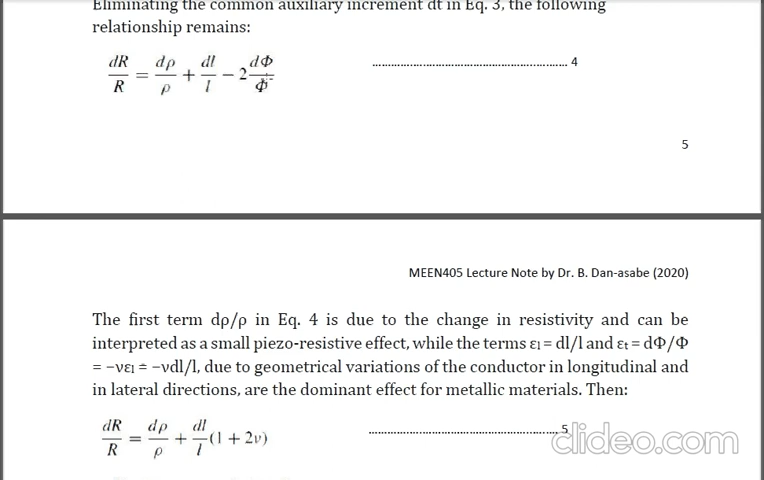 Eliminating the common auxiliary increment dt in Eq. 3, the following
relationship remains:
dR/R = dρ/ρ + dl/l − 2 dΦ/Φ ............................................................ 4
5
MEEN405 Lecture Note by Dr. B. Dan-asabe (2020)
The first term dρ/ρ in Eq. 4 is due to the change in resistivity and can be
interpreted as a small piezo-resistive effect, while the terms εl = dl/l and εt = dΦ/Φ
= −νεl = −νdl/l, due to geometrical variations of the conductor in longitudinal and
in lateral directions, are the dominant effect for metallic materials. Then:
dR/R = dρ/ρ + dl/l (1 + 2ν) .......................................................... 5
clideo.com